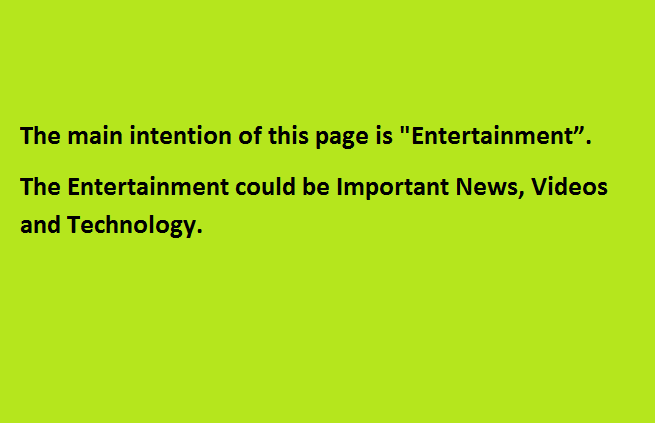 The main intention of this page is "Entertainment”.
The Entertainment could be Important News, Videos
and Technology.